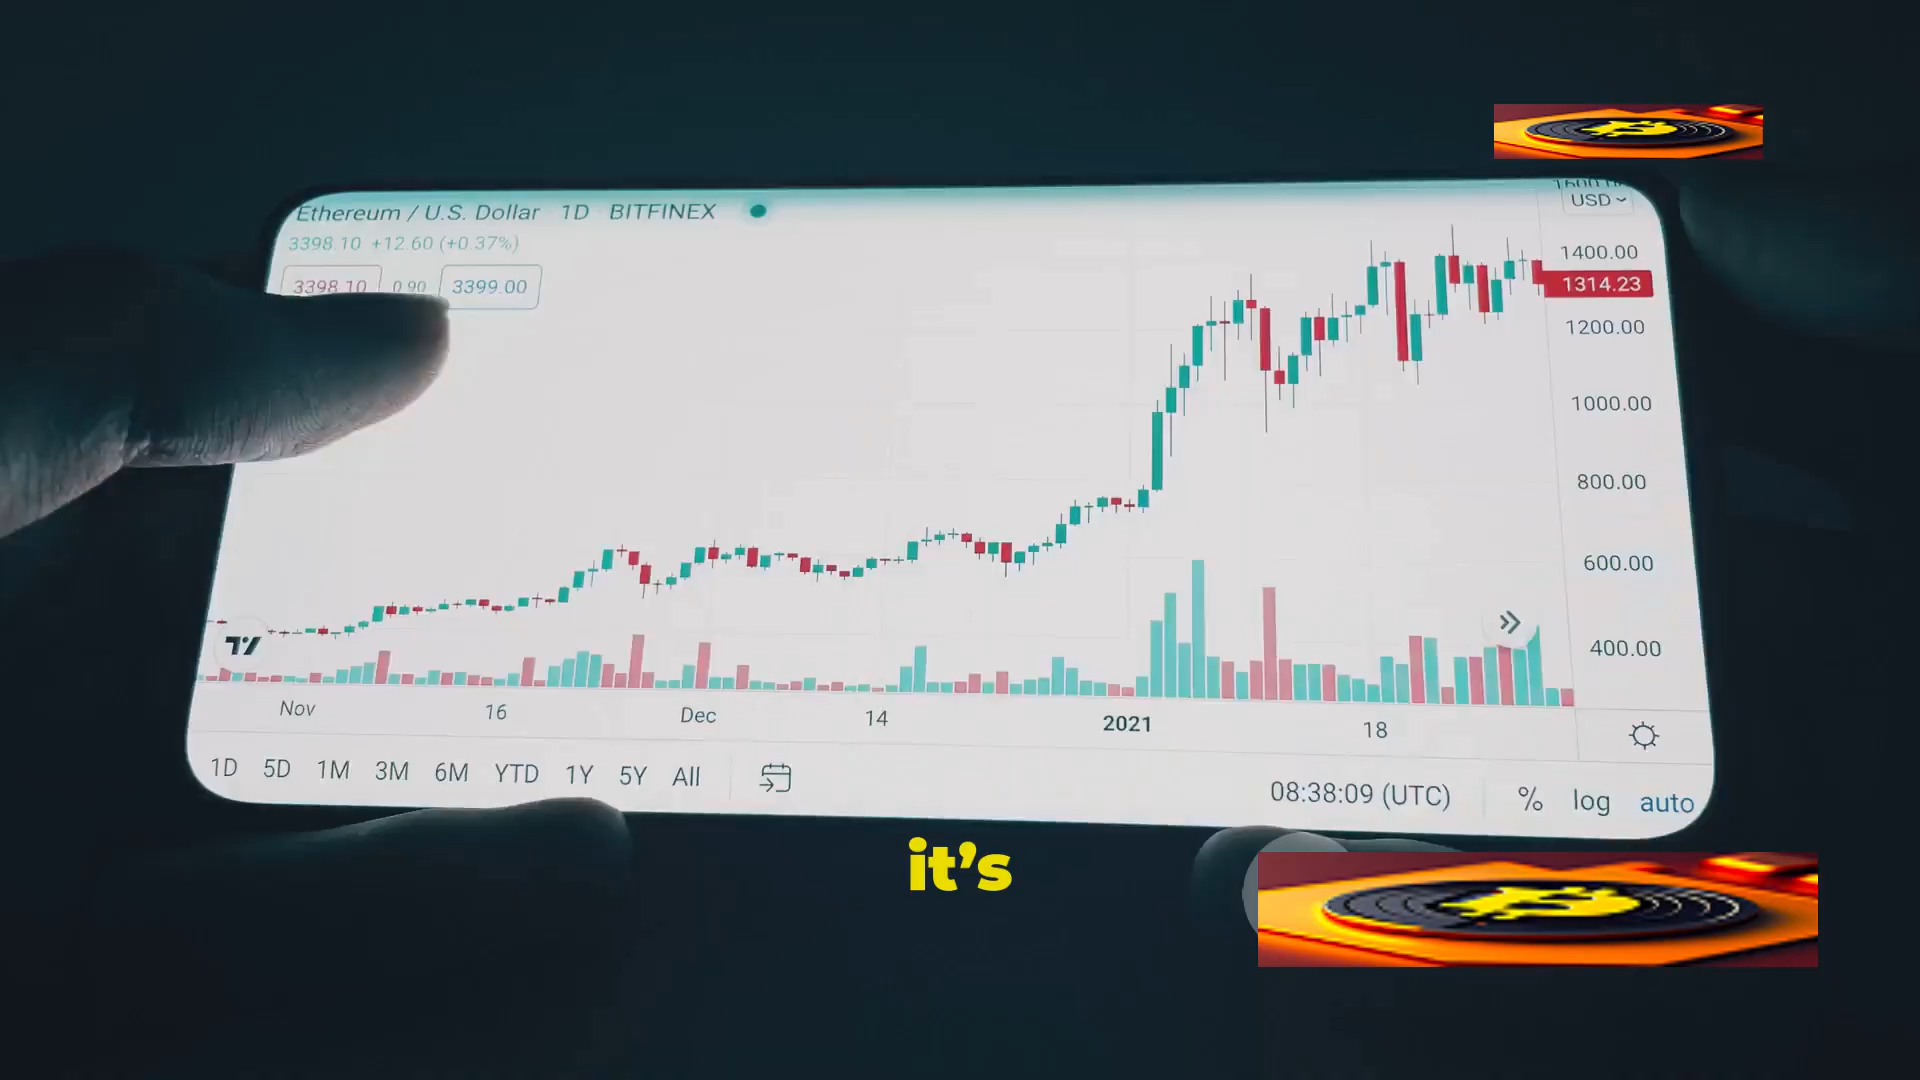 Ethereum / U.S. Dollar 1D BITFINEX
USD
3398.10 +12.60 (+0.37%)
3398.10 0.90 3399.00
1400.00
1314.23
1200.00
1000.00
800.00
600.00
400.00
Nov 16 Dec 14 2021 18
1D 5D 1M 3M 6M YTD 1Y 5Y All
08:38:09 (UTC) % log auto
it's